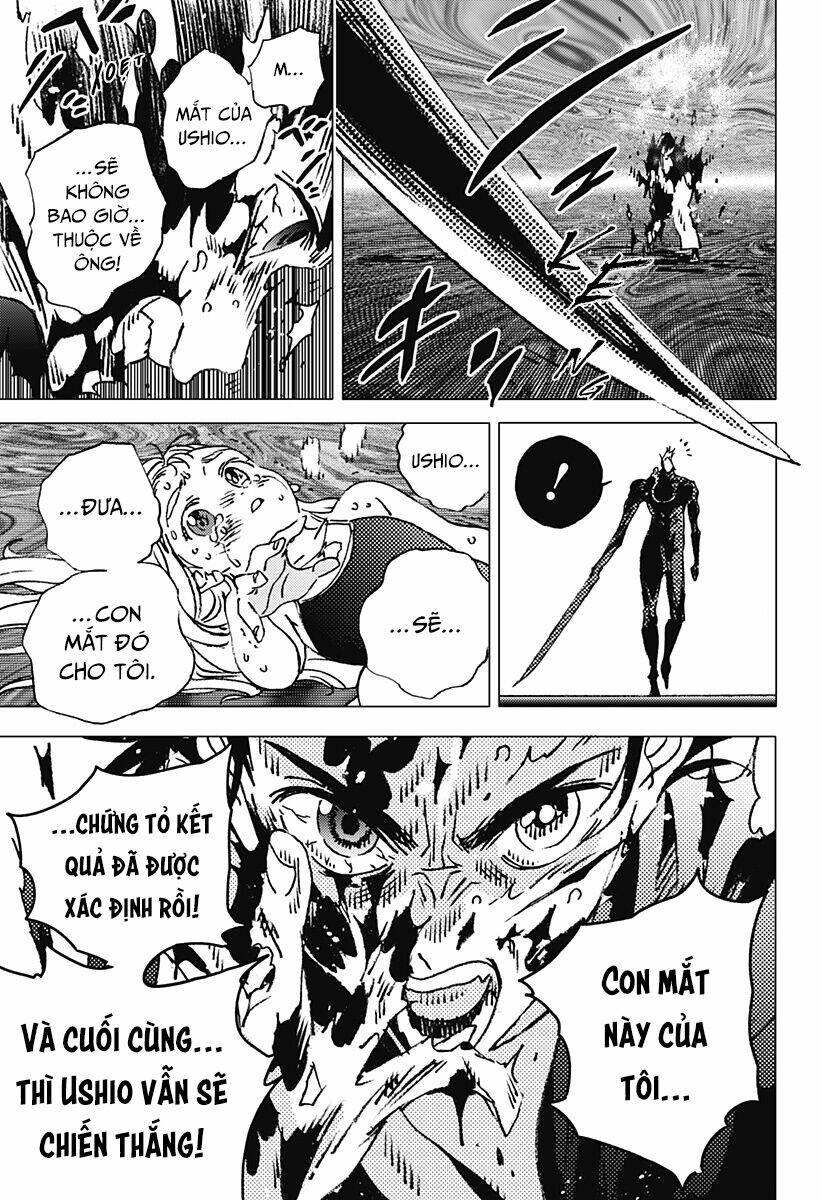 KENG
M...
MẮT CỦA
USHIO...
...SẼ
KHÔNG
BAO GIỜ...
THUỘC VỀ
ÔNG!
XOẸT
!
USHIO...
...SẼ...
...ĐƯA...
...CON
MẮT ĐÓ
CHO TÔI.
CON MẮT
NÀY CỦA
TÔI...
...CHỨNG TỎ KẾT
QUẢ ĐÃ ĐƯỢC
XÁC ĐỊNH RỒI!
VÀ CUỐI CÙNG...
THÌ USHIO VẪN SẼ
CHIẾN THẮNG!